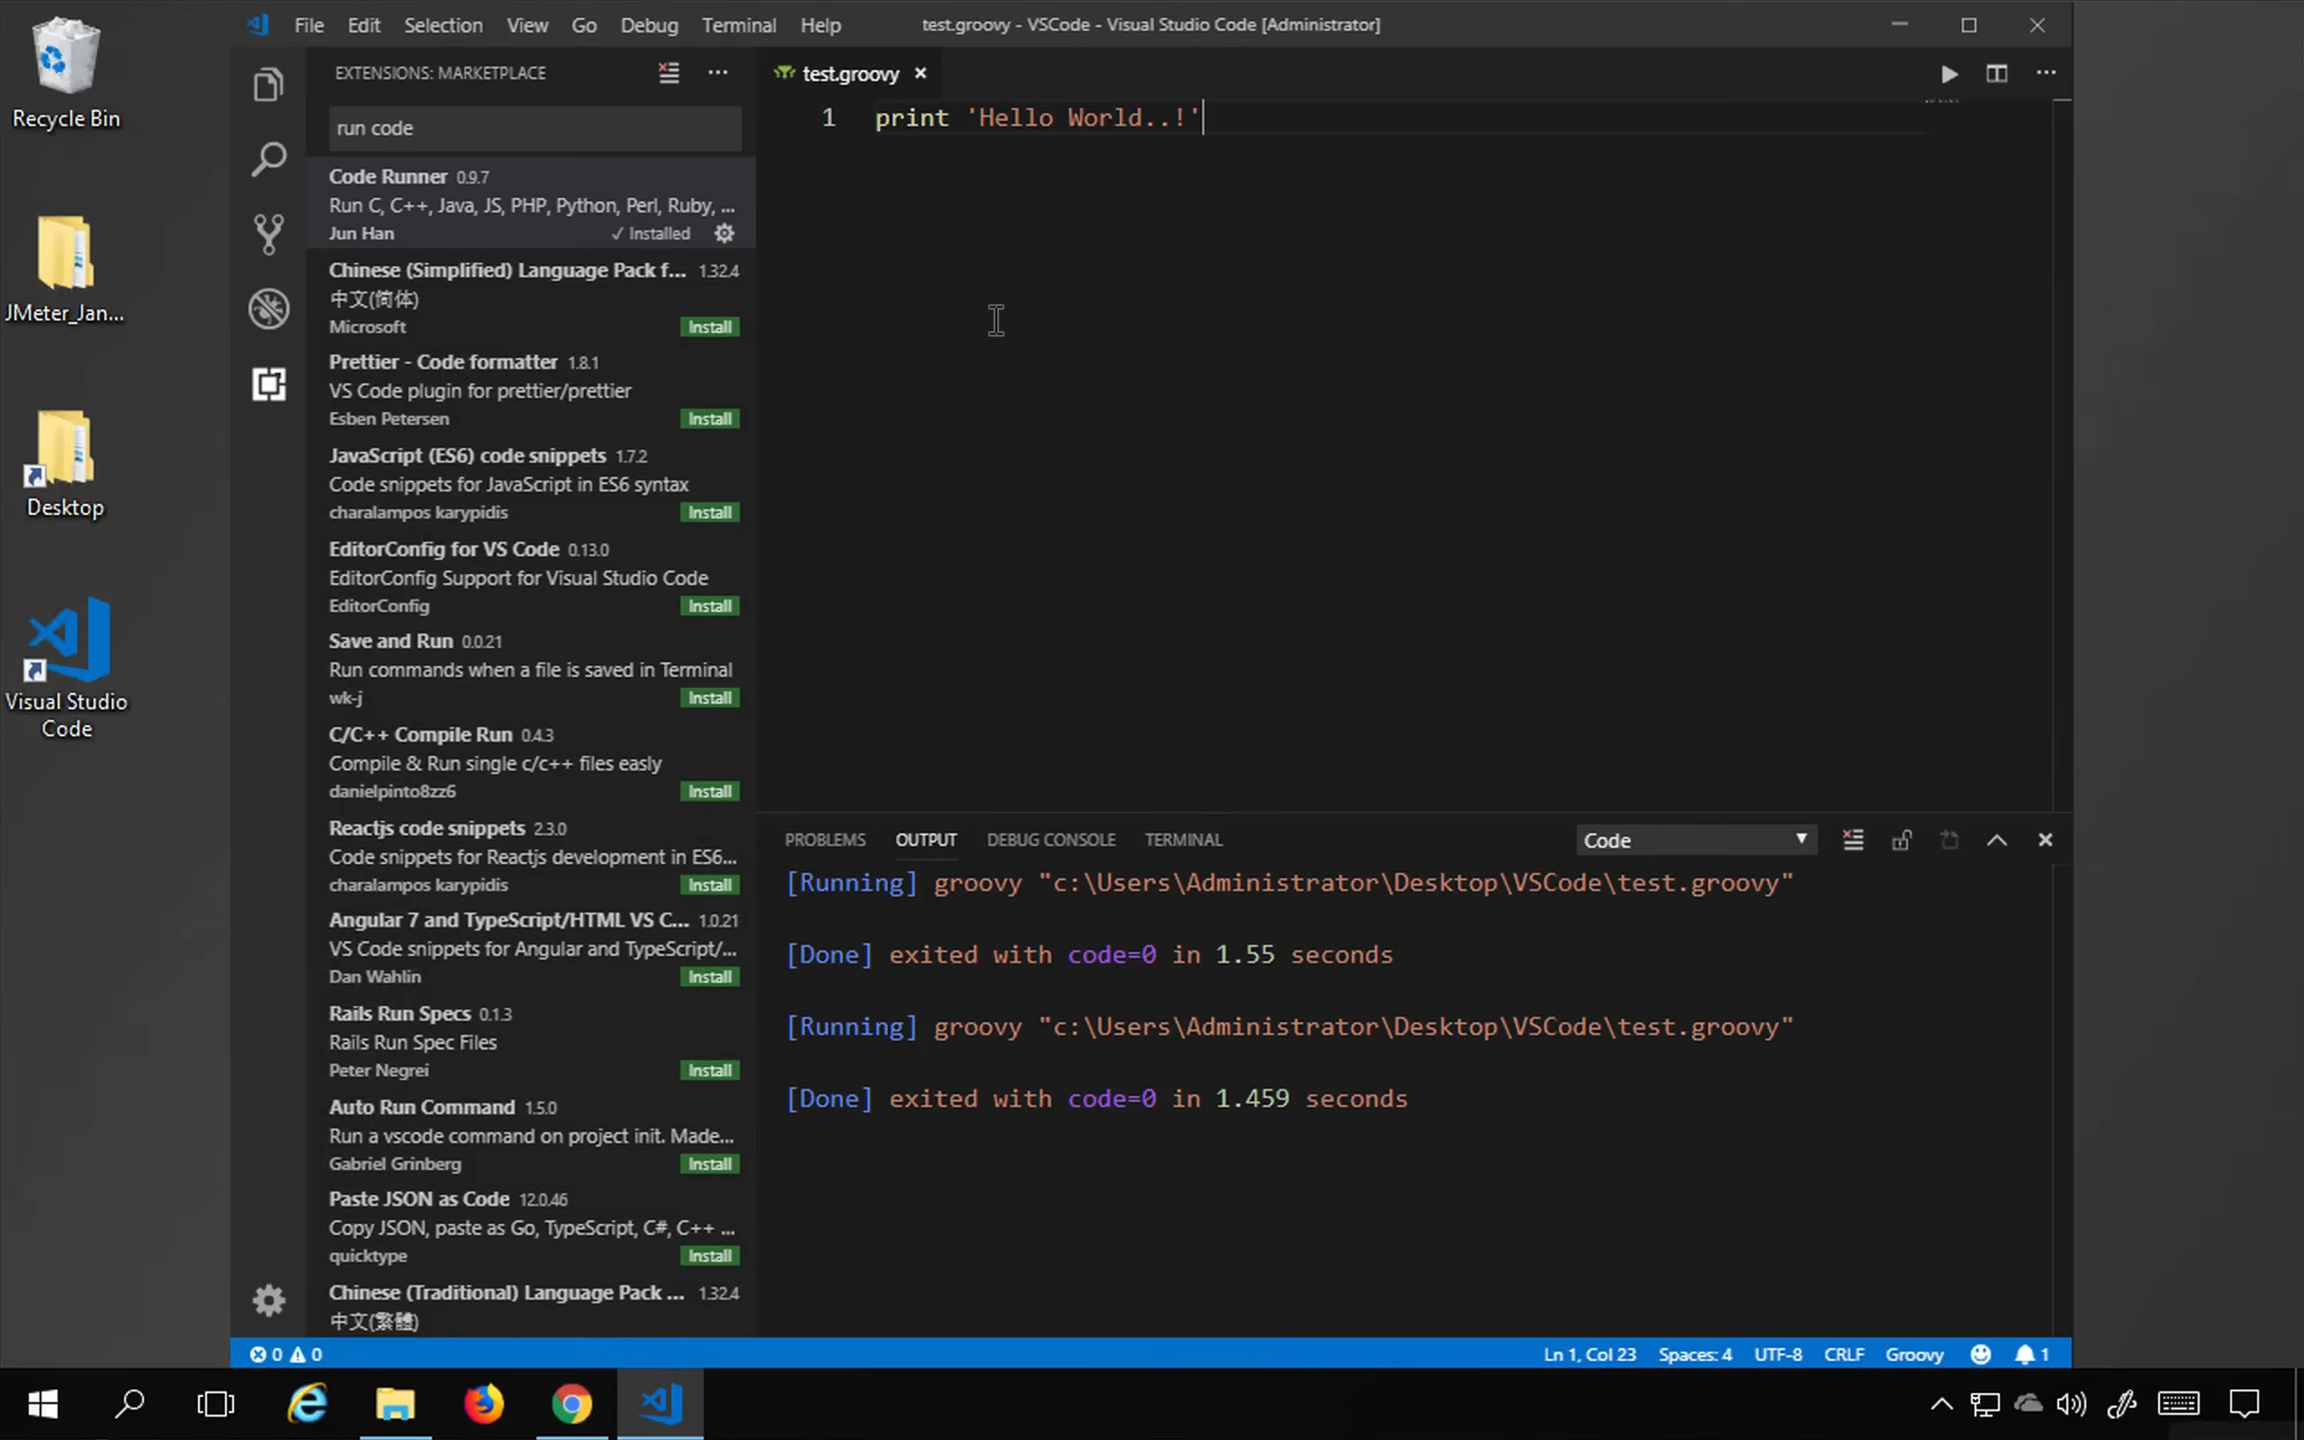 Recycle Bin
JMeter_Jan...
Desktop
Visual Studio
Code
File Edit Selection View Go Debug Terminal Help
test.groovy - VSCode - Visual Studio Code [Administrator]
EXTENSIONS: MARKETPLACE
run code
Code Runner 0.9.7
Run C, C++, Java, JS, PHP, Python, Perl, Ruby, ...
Jun Han ✓ Installed
Chinese (Simplified) Language Pack f... 1.32.4
中文(简体)
Microsoft Install
Prettier - Code formatter 1.8.1
VS Code plugin for prettier/prettier
Esben Petersen Install
JavaScript (ES6) code snippets 1.7.2
Code snippets for JavaScript in ES6 syntax
charalampos karypidis Install
EditorConfig for VS Code 0.13.0
EditorConfig Support for Visual Studio Code
EditorConfig Install
Save and Run 0.0.21
Run commands when a file is saved in Terminal
wk-j Install
C/C++ Compile Run 0.4.3
Compile & Run single c/c++ files easly
danielpinto8zz6 Install
Reactjs code snippets 2.3.0
Code snippets for Reactjs development in ES6...
charalampos karypidis Install
Angular 7 and TypeScript/HTML VS C... 1.0.21
VS Code snippets for Angular and TypeScript/...
Dan Wahlin Install
Rails Run Specs 0.1.3
Rails Run Spec Files
Peter Negrei Install
Auto Run Command 1.5.0
Run a vscode command on project init. Made...
Gabriel Grinberg Install
Paste JSON as Code 12.0.46
Copy JSON, paste as Go, TypeScript, C#, C++ ...
quicktype Install
Chinese (Traditional) Language Pack ... 1.32.4
中文(繁體)
test.groovy
1 print 'Hello World..!'
PROBLEMS OUTPUT DEBUG CONSOLE TERMINAL Code
[Running] groovy "c:\Users\Administrator\Desktop\VSCode\test.groovy"
[Done] exited with code=0 in 1.55 seconds
[Running] groovy "c:\Users\Administrator\Desktop\VSCode\test.groovy"
[Done] exited with code=0 in 1.459 seconds
0 0 Ln 1, Col 23 Spaces: 4 UTF-8 CRLF Groovy 1